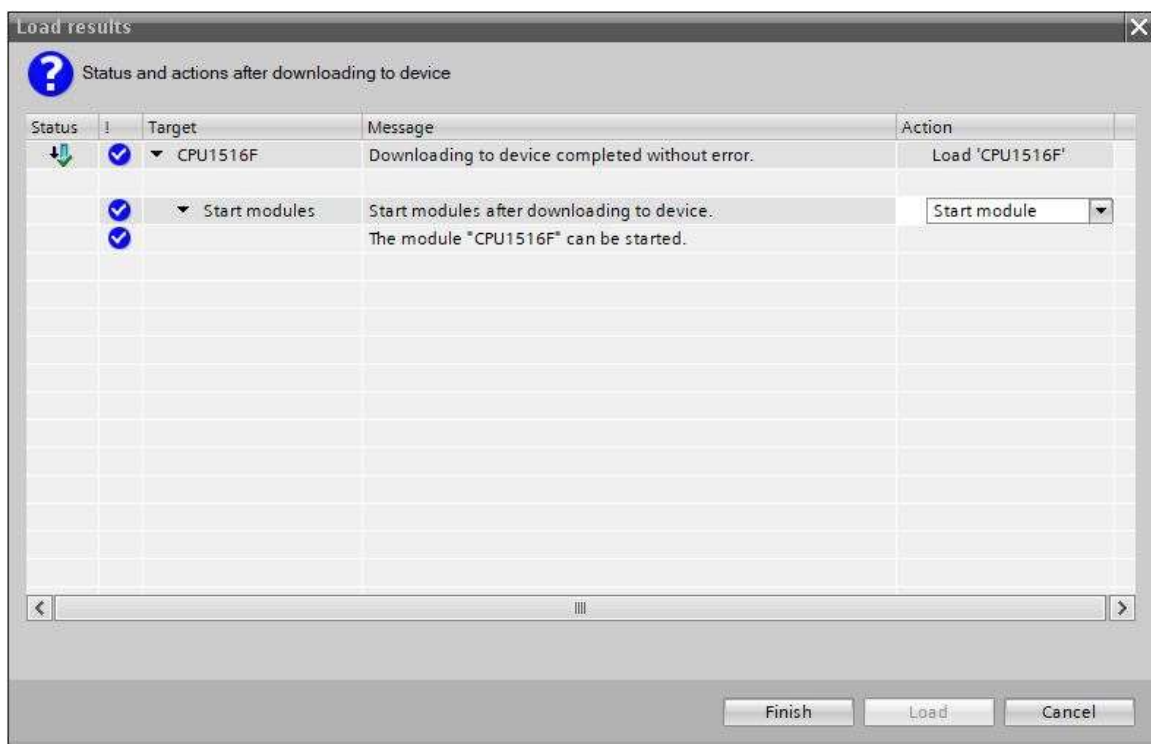 Load results
Status and actions after downloading to device
Status ! Target Message Action
CPU1516F Downloading to device completed without error. Load 'CPU1516F'
Start modules Start modules after downloading to device. Start module
The module "CPU1516F" can be started.
Finish Load Cancel